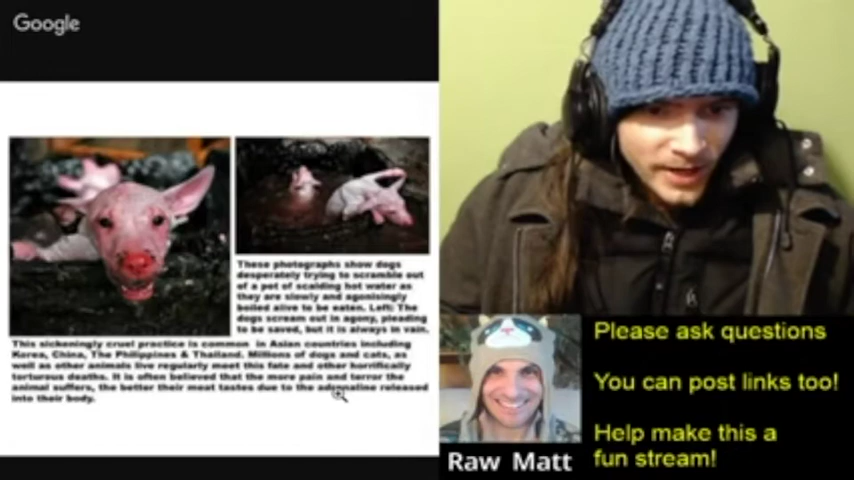 Google
These photographs show dogs
desperately trying to scramble out
of a pot of scalding hot water as
they are slowly and agonisingly
boiled alive to be eaten. Left: The
dogs scream out in agony, pleading
to be saved, but it is always in vain.
This sickeningly cruel practice is common in Asian countries including
Korea, China, The Philippines & Thailand. Millions of dogs and cats, as
well as other animals live regularly meet this fate and other horrifically
torturous deaths. It is often believed that the more pain and terror the
animal suffers, the better their meat tastes due to the adrenaline released
into their body.
Please ask questions
You can post links too!
Help make this a
fun stream!
Raw Matt